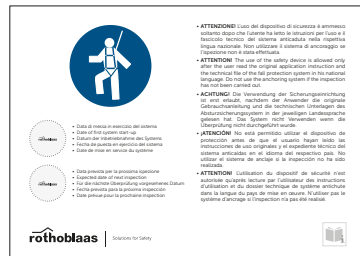 • ATTENZIONE! L'uso del dispositivo di sicurezza è ammesso
soltanto dopo che l'utente ha letto le istruzioni per l'uso e il
fascicolo tecnico del sistema anticaduta nella rispettiva
lingua nazionale. Non utilizzare il sistema di ancoraggio se
l'ispezione non è stata effettuata.
• ATTENTION! The use of the safety device is allowed only
after the user read the original application instruction and
the technical file of the fall protection system in his national
language. Do not use the anchoring system if the inspection
has not been carried out.
• ACHTUNG! Die Verwendung der Sicherungseinrichtung
ist erst erlaubt, nachdem der Anwender die originale
Gebrauchsanleitung und die technischen Unterlagen des
Absturzsicherungssystem in der jeweiligen Landessprache
gelesen hat. Das System nicht Verwenden wenn die
Überprüfung nicht durchgeführt wurde.
• ¡ATENCIÓN! No está permitido utilizar el dispositivo de
protección antes de que el usuario hayan leído las
instrucciones de uso originales y el expediente técnico del
sistema anticaídas en el idioma del respectivo país. No
utilizar el sistema de anclaje si la inspección no ha sido
realizada.
• ATTENTION! L'utilisation du dispositif de sécurité n'est
autorisée qu'après lecture par l'utilisateur des instructions
d'utilisation et du dossier technique de système antichute
dans la langue du pays de mise en œuvre. N'utiliser pas le
système d'ancrage si l'inspection n'a pas été réalisé.
rothoblaas
• Data di messa in esercizio del sistema
• Date of first system start-up
• Datum der Inbetriebnahme des Systems
• Fecha de puesta en ejercicio del sistema
• Date de mise en service du système
rothoblaas
• Data prevista per la prossima ispezione
• Expected date of next inspection
• Für die nächste Überprüfung vorgesehenes Datum
• Fecha prevista para la próxima inspección
• Date prévue pour la prochaine inspection
rothoblaas
Solutions for Safety